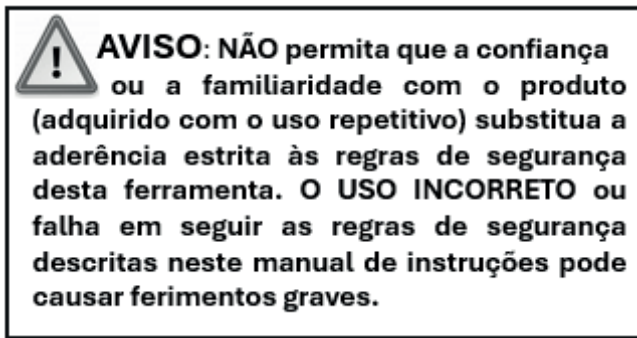 AVISO: NÃO permita que a confiança
ou a familiaridade com o produto
(adquirido com o uso repetitivo) substitua a
aderência estrita às regras de segurança
desta ferramenta. O USO INCORRETO ou
falha em seguir as regras de segurança
descritas neste manual de instruções pode
causar ferimentos graves.